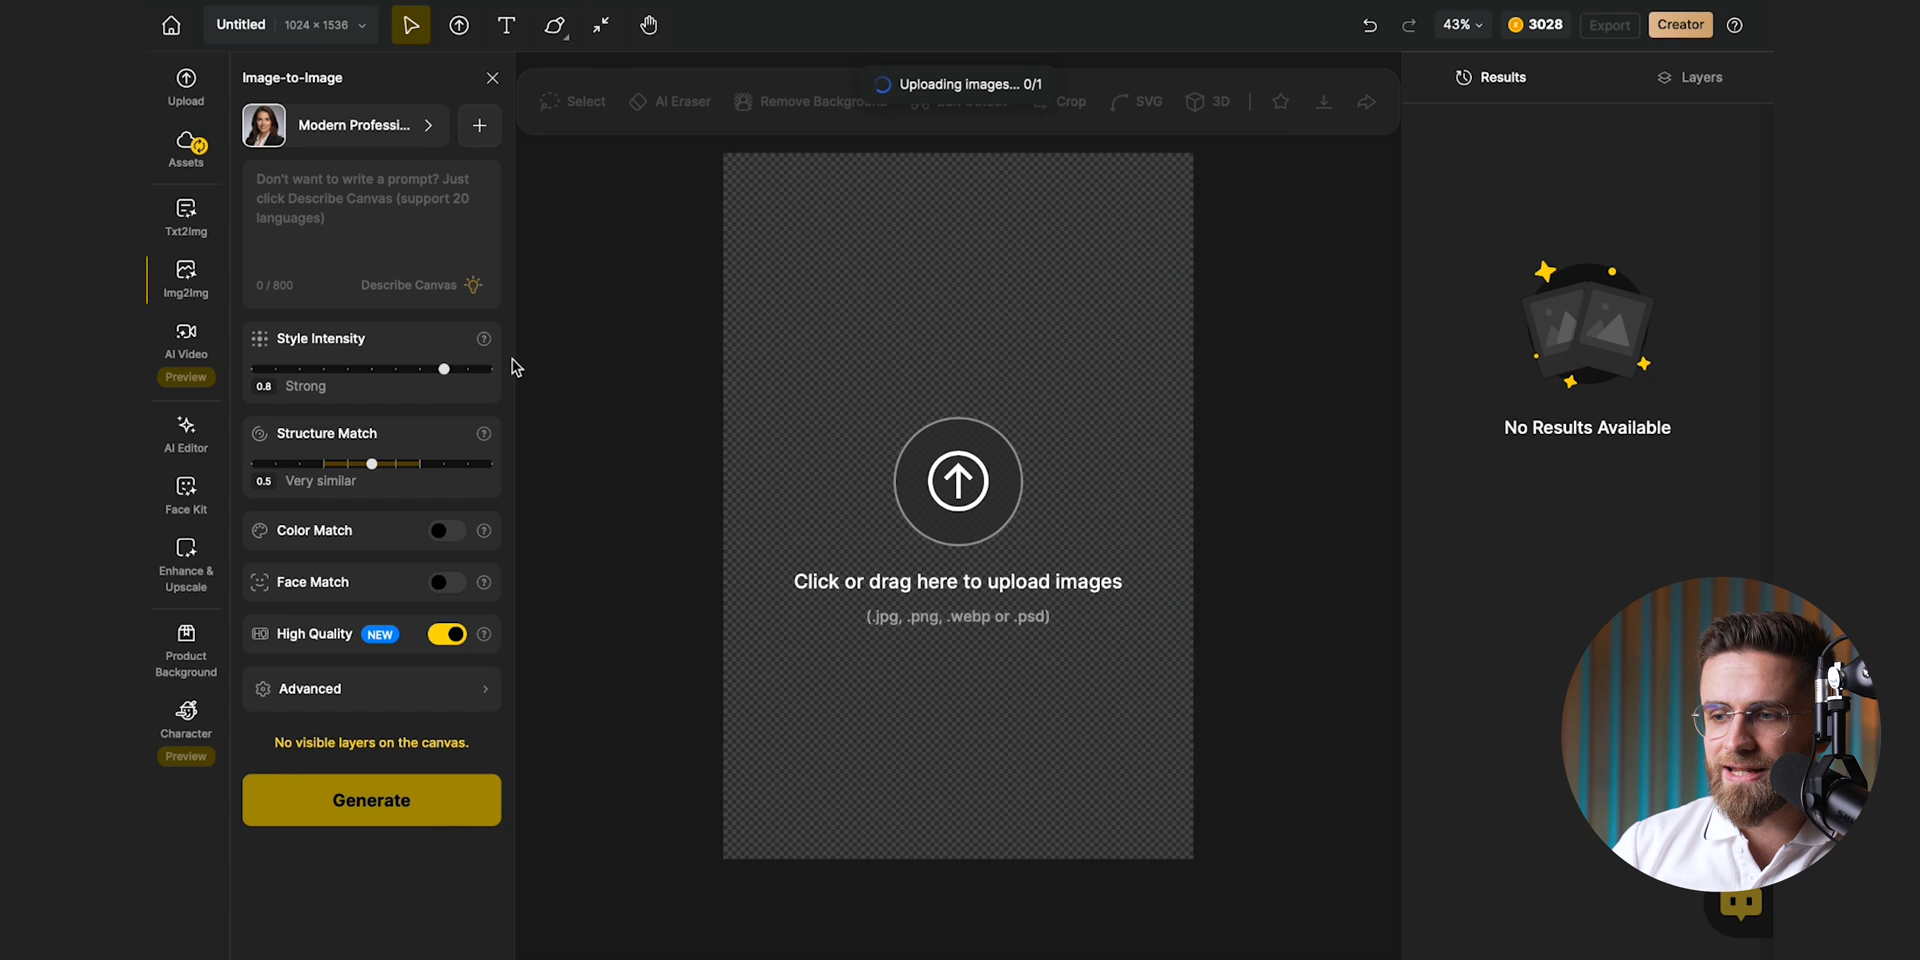 Untitled
1024 × 1536
43%
3028
Export
Creator
Upload
Assets
Txt2Img
Img2Img
AI Video
Preview
AI Editor
Face Kit
Enhance &
Upscale
Product
Background
Character
Preview
Image-to-Image
Modern Professi...
Don't want to write a prompt? Just
click Describe Canvas (support 20
languages)
0 / 800
Describe Canvas
Style Intensity
0.8 Strong
Structure Match
0.5 Very similar
Color Match
Face Match
HD High Quality NEW
Advanced
No visible layers on the canvas.
Generate
Uploading images... 0/1
Select
AI Eraser
Remove Background
Crop
SVG
3D
Click or drag here to upload images
(.jpg, .png, .webp or .psd)
Results
Layers
No Results Available